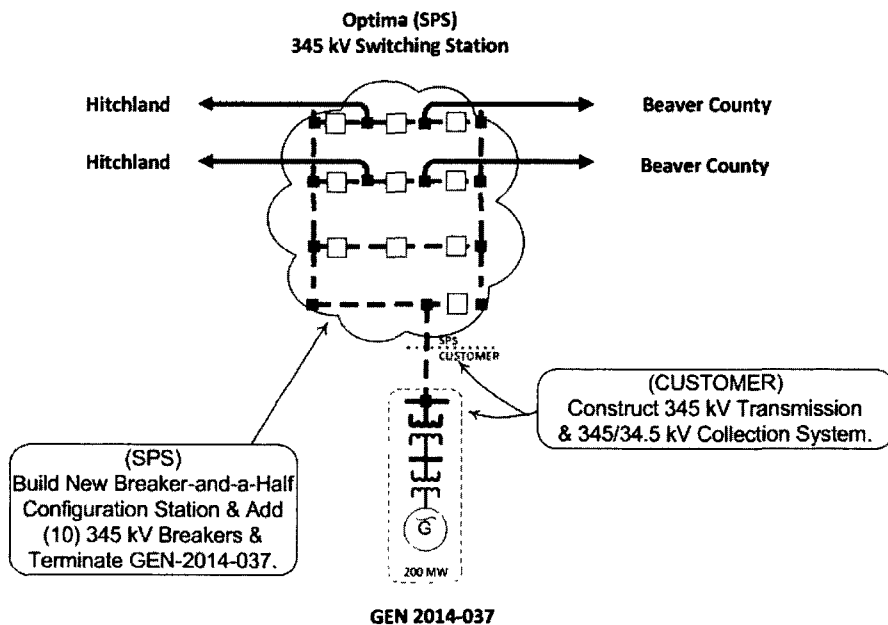 Optima (SPS)
345 kV Switching Station
Hitchland
Beaver County
Hitchland
Beaver County
SPS
CUSTOMER
(CUSTOMER)
Construct 345 kV Transmission
& 345/34.5 kV Collection System.
(SPS)
Build New Breaker-and-a-Half
Configuration Station & Add
(10) 345 kV Breakers &
Terminate GEN-2014-037.
G
200 MW
GEN 2014-037